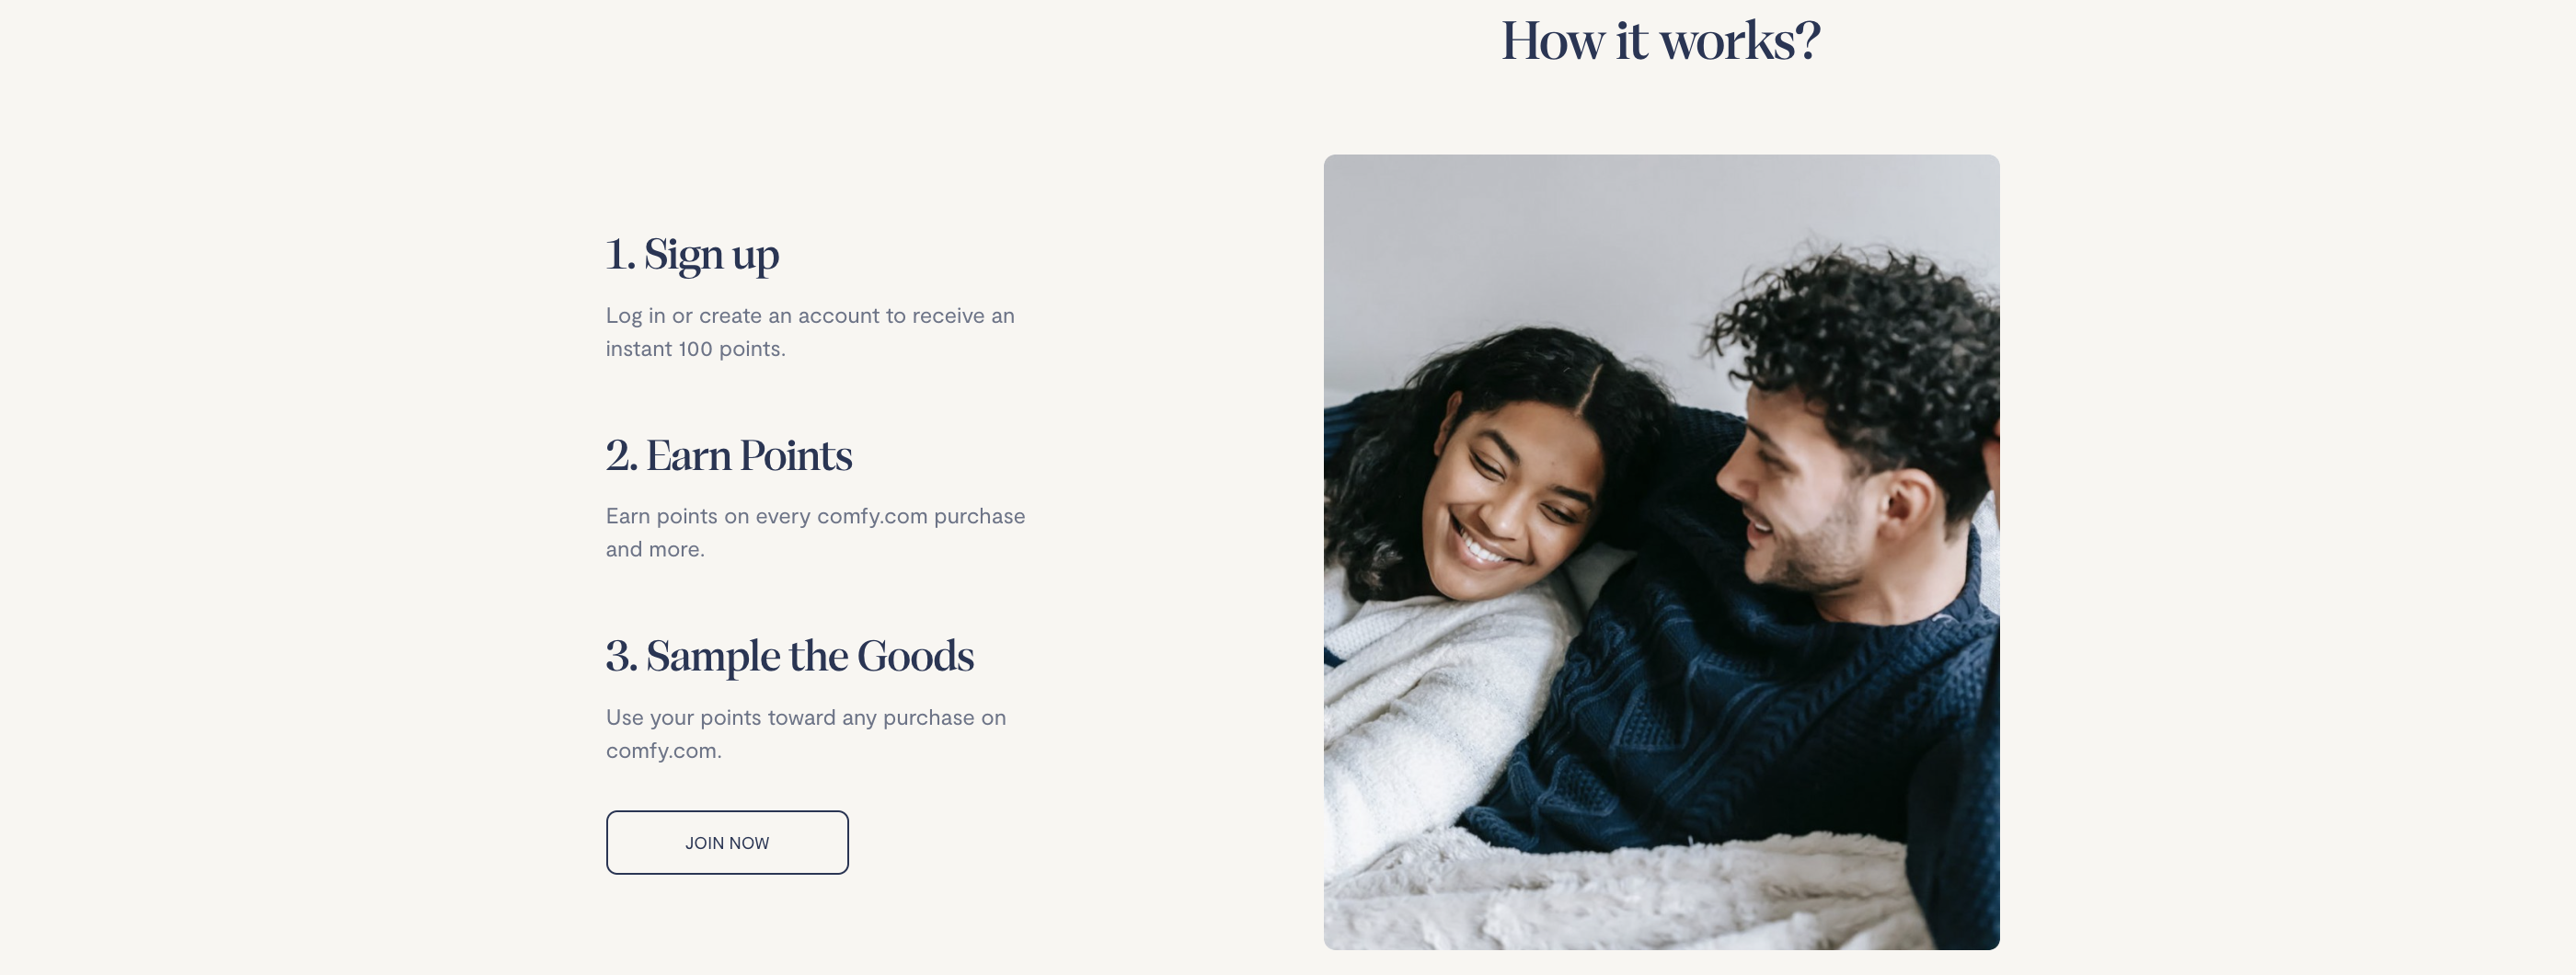 How it works?
1. Sign up
Log in or create an account to receive an
instant 100 points.
2. Earn Points
Earn points on every comfy.com purchase
and more.
3. Sample the Goods
Use your points toward any purchase on
comfy.com.
JOIN NOW